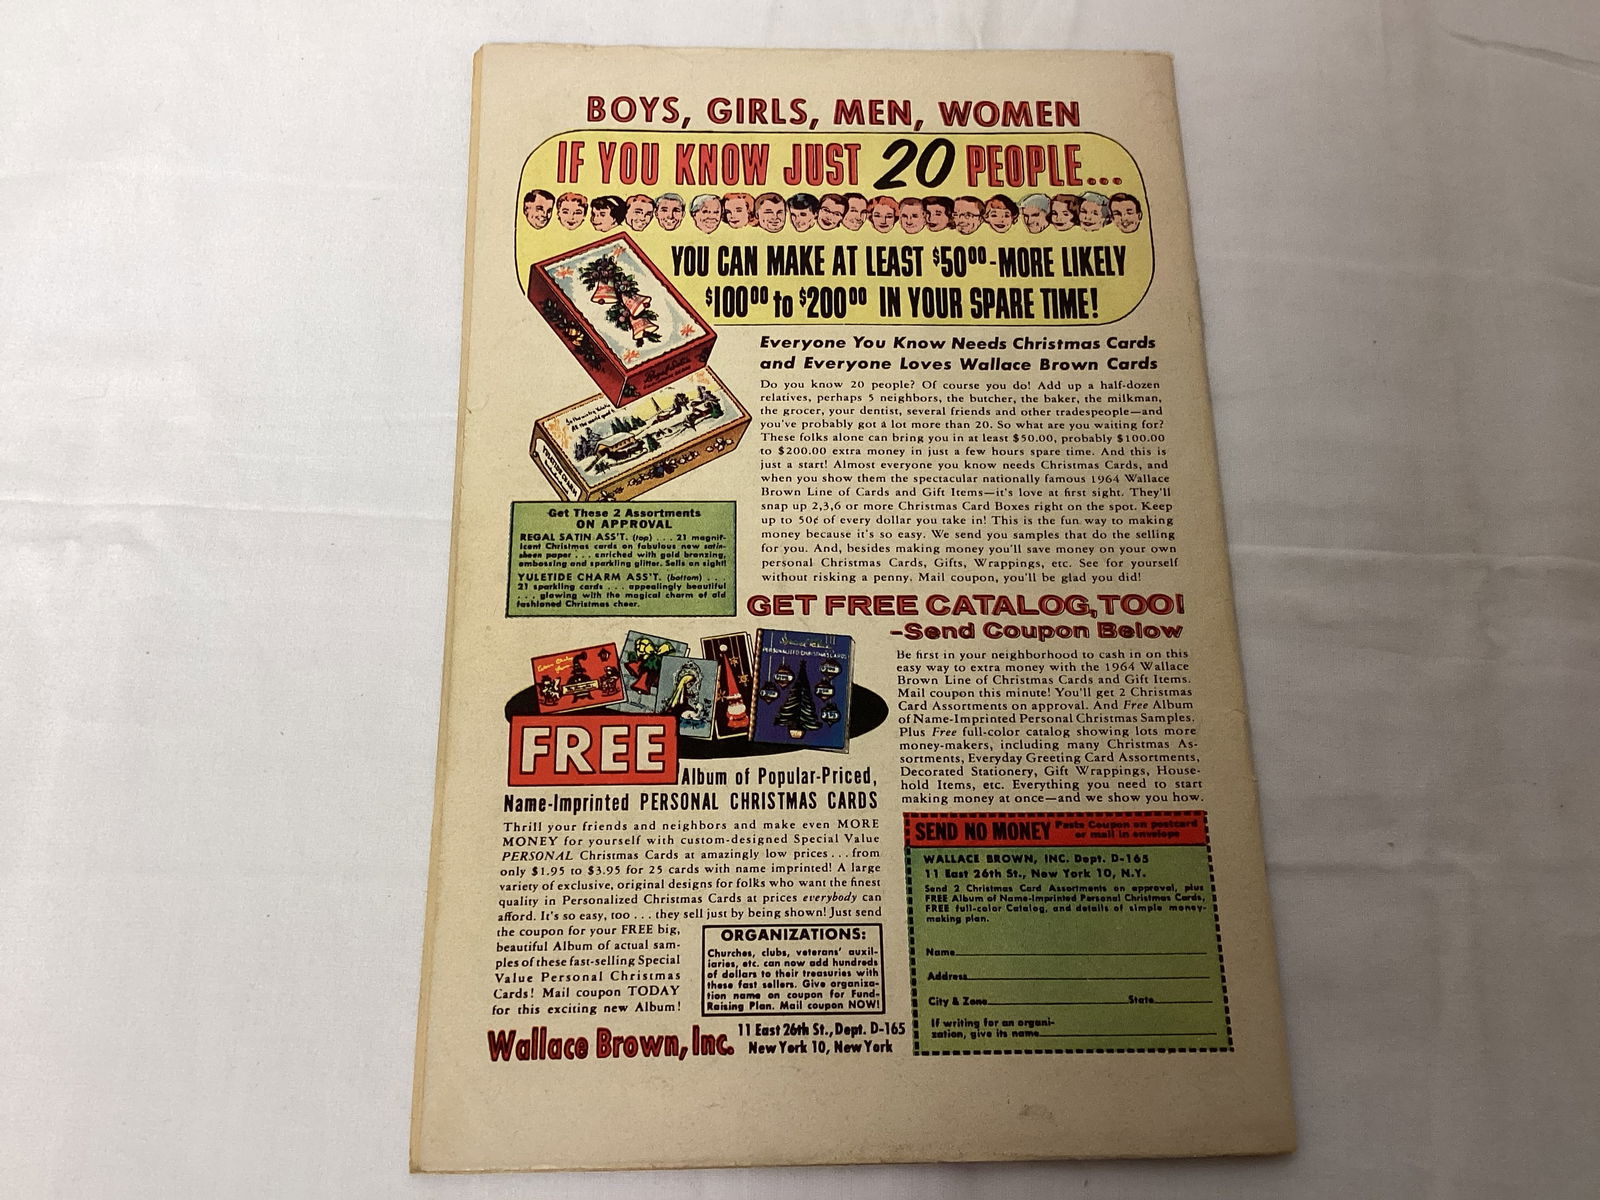 BOYS, GIRLS, MEN, WOMEN
IF YOU KNOW JUST 20 PEOPLE...
YOU CAN MAKE AT LEAST $50⁰⁰-MORE LIKELY
$100⁰⁰ to $200⁰⁰ IN YOUR SPARE TIME!
Regal Satin
Everyone You Know Needs Christmas Cards
and Everyone Loves Wallace Brown Cards
Do you know 20 people? Of course you do! Add up a half-dozen
relatives, perhaps 5 neighbors, the butcher, the baker, the milkman,
the grocer, your dentist, several friends and other tradespeople—and
you've probably got a lot more than 20. So what are you waiting for?
These folks alone can bring you in at least $50.00, probably $100.00
to $200.00 extra money in just a few hours spare time. And this is
just a start! Almost everyone you know needs Christmas Cards, and
when you show them the spectacular nationally famous 1964 Wallace
Brown Line of Cards and Gift Items—it's love at first sight. They'll
snap up 2,3,6 or more Christmas Card Boxes right on the spot. Keep
up to 50¢ of every dollar you take in! This is the fun way to making
money because it's so easy. We send you samples that do the selling
for you. And, besides making money you'll save money on your own
personal Christmas Cards, Gifts, Wrappings, etc. See for yourself
without risking a penny. Mail coupon, you'll be glad you did!
YULETIDE CHARM
Get These 2 Assortments
ON APPROVAL
REGAL SATIN ASS'T. (top) . . . 21 magnif-
icent Christmas cards on fabulous new satin-
sheen paper . . . enriched with gold bronzing,
embossing and sparkling glitter. Sells on sight!
YULETIDE CHARM ASS'T. (bottom) . . .
21 sparkling cards . . . appealingly beautiful
. . . glowing with the magical charm of old
fashioned Christmas cheer.
GET FREE CATALOG, TOO!
-Send Coupon Below
Be first in your neighborhood to cash in on this
easy way to extra money with the 1964 Wallace
Brown Line of Christmas Cards and Gift Items.
Mail coupon this minute! You'll get 2 Christmas
Card Assortments on approval. And Free Album
of Name-Imprinted Personal Christmas Samples.
Plus Free full-color catalog showing lots more
money-makers, including many Christmas As-
sortments, Everyday Greeting Card Assortments,
Decorated Stationery, Gift Wrappings, House-
hold Items, etc. Everything you need to start
making money at once—and we show you how.
PERSONALIZED CHRISTMAS CARDS
FREE
Album of Popular-Priced,
Name-Imprinted PERSONAL CHRISTMAS CARDS
Thrill your friends and neighbors and make even MORE
MONEY for yourself with custom-designed Special Value
PERSONAL Christmas Cards at amazingly low prices . . . from
only $1.95 to $3.95 for 25 cards with name imprinted! A large
variety of exclusive, original designs for folks who want the finest
quality in Personalized Christmas Cards at prices everybody can
afford. It's so easy, too . . . they sell just by being shown! Just send
the coupon for your FREE big,
beautiful Album of actual sam-
ples of these fast-selling Special
Value Personal Christmas
Cards! Mail coupon TODAY
for this exciting new Album!
ORGANIZATIONS:
Churches, clubs, veterans' auxil-
iaries, etc. can now add hundreds
of dollars to their treasuries with
these fast sellers. Give organiza-
tion name on coupon for Fund-
Raising Plan. Mail coupon NOW!
Wallace Brown, Inc. 11 East 26th St., Dept. D-165
New York 10, New York
SEND NO MONEY Paste Coupon on postcard
or mail in envelope
WALLACE BROWN, INC. Dept. D-165
11 East 26th St., New York 10, N.Y.
Send 2 Christmas Card Assortments on approval, plus
FREE Album of Name-Imprinted Personal Christmas Cards,
FREE full-color Catalog, and details of simple money-
making plan.
Name
Address
City & Zone State
If writing for an organi-
zation, give its name